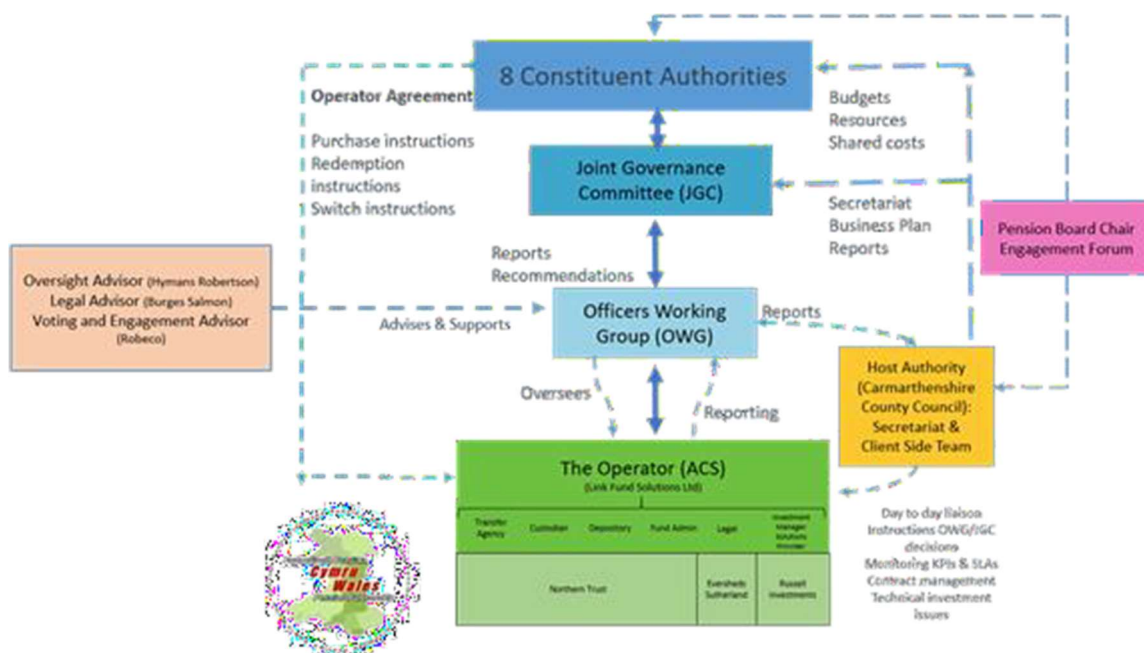 8 Constituent Authorities
Operator Agreement
Purchase instructions
Redemption
instructions
Switch instructions
Budgets
Resources
Shared costs
Joint Governance
Committee (JGC)
Secretariat
Business Plan
Reports
Pension Board Chair
Engagement Forum
Oversight Advisor (Hymans Robertson)
Legal Advisor (Burges Salmon)
Voting and Engagement Advisor
(Robeco)
Reports
Recommendations
Advises & Supports
Officers Working
Group (OWG)
Reports
Host Authority
(Carmarthenshire
County Council):
Secretariat &
Client Side Team
Oversees
Reporting
The Operator (ACS)
(Link Fund Solutions Ltd)
Transfer
Agency
Custodian
Depository
Fund Admin
Legal
Investment
Manager
Solutions
Provider
Northern Trust
Eversheds
Sutherland
Russell
Investments
Day to day liaison
Instructions OWG/JGC
decisions
Monitoring KPIs & SLAs
Contract management
Technical investment
issues
Cymru
Wales